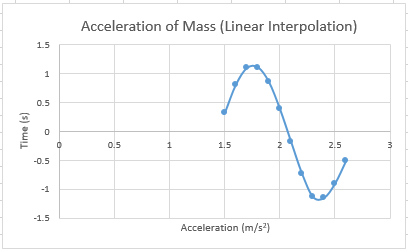 Acceleration of Mass (Linear Interpolation)
1.5
1
0.5
0
-0.5
-1
-1.5
Time (s)
0 0.5 1 1.5 2 2.5 3
Acceleration (m/s²)